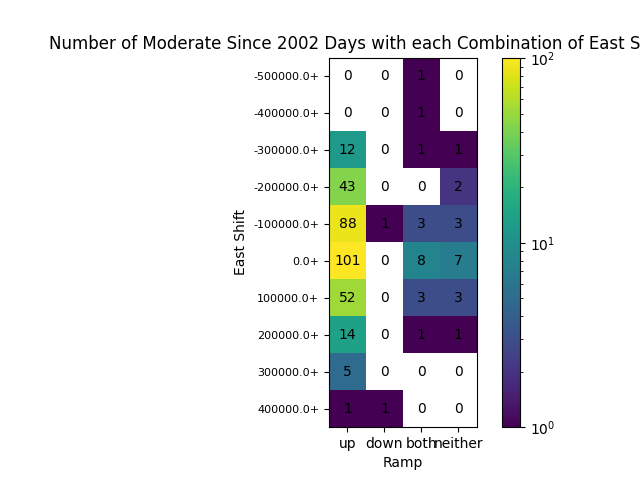 Number of Moderate Since 2002 Days with each Combination of East S
-500000.0+ 0 0 1 0
-400000.0+ 0 0 1 0
-300000.0+ 12 0 1 1
-200000.0+ 43 0 0 2
-100000.0+ 88 1 3 3
0.0+ 101 0 8 7
100000.0+ 52 0 3 3
200000.0+ 14 0 1 1
300000.0+ 5 0 0 0
400000.0+ 1 1 0 0
up down both neither
Ramp
East Shift
10²
10¹
10⁰